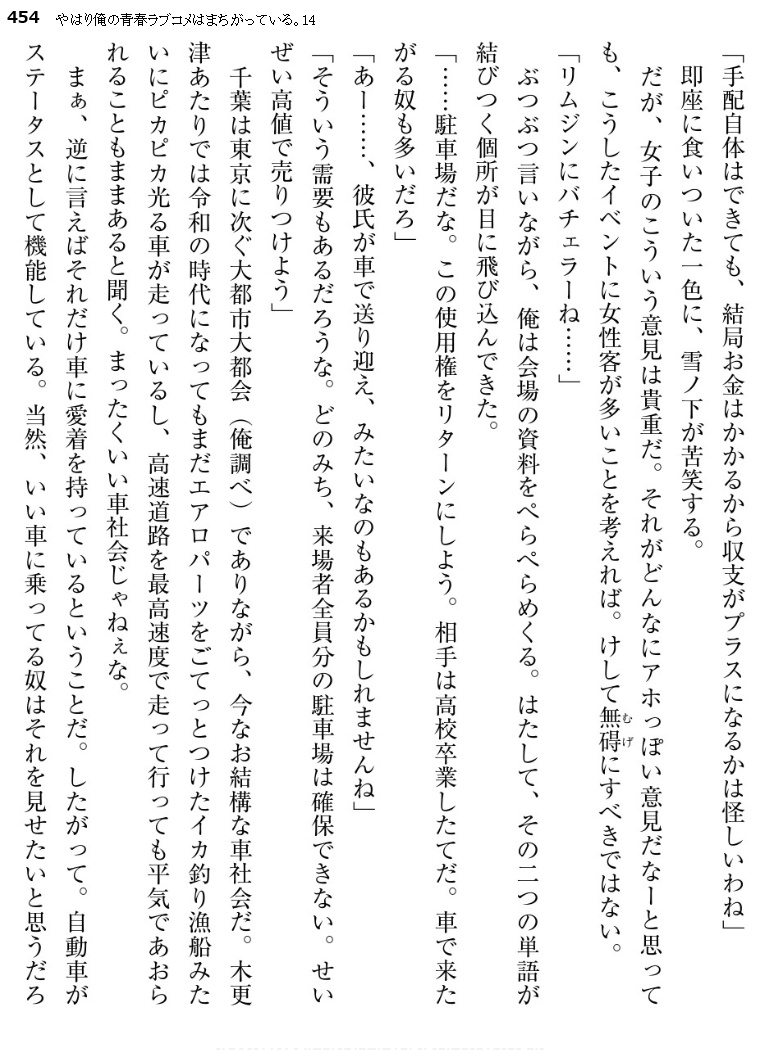 454 やはり俺の青春ラブコメはまちがっている。14
「手配自体はできても、結局お金はかかるから収支がプラスになるかは怪しいわね」
即座に食いついた一色に、雪ノ下が苦笑する。
だが、女子のこういう意見は貴重だ。それがどんなにアホっぽい意見だなーと思って
も、こうしたイベントに女性客が多いことを考えれば。けして無碍にすべきではない。
むげ
「リムジンにバチェラーね……」
ぶつぶつ言いながら、俺は会場の資料をぺらぺらめくる。はたして、その二つの単語が
結びつく個所が目に飛び込んできた。
「……駐車場だな。この使用権をリターンにしよう。相手は高校卒業したてだ。車で来た
がる奴も多いだろ」
「あー……、彼氏が車で送り迎え、みたいなのもあるかもしれませんね」
「そういう需要もあるだろうな。どのみち、来場者全員分の駐車場は確保できない。せい
ぜい高値で売りつけよう」
千葉は東京に次ぐ大都市大都会（俺調べ）でありながら、今なお結構な車社会だ。木更
津あたりでは令和の時代になってもまだエアロパーツをごてっとつけたイカ釣り漁船みた
いにピカピカ光る車が走っているし、高速道路を最高速度で走って行っても平気であおら
れることもままあると聞く。まったくいい車社会じゃねぇな。
まぁ、逆に言えばそれだけ車に愛着を持っているということだ。したがって。自動車が
ステータスとして機能している。当然、いい車に乗ってる奴はそれを見せたいと思うだろ